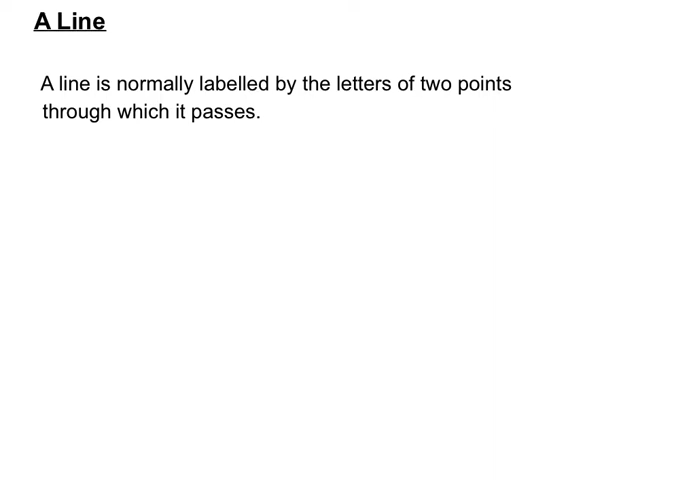 A Line
A line is normally labelled by the letters of two points
through which it passes.